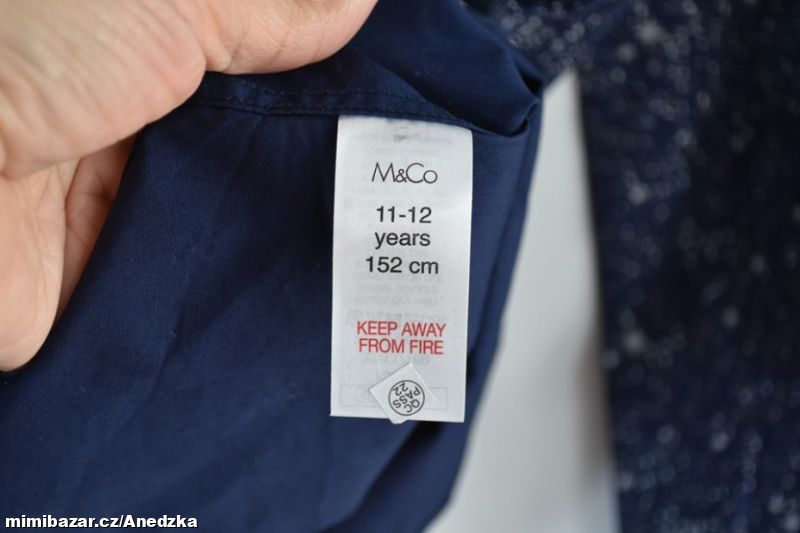 M&Co
11-12
years
152 cm
KEEP AWAY
FROM FIRE
QC
PASS
22
mimibazar.cz/Anedzka